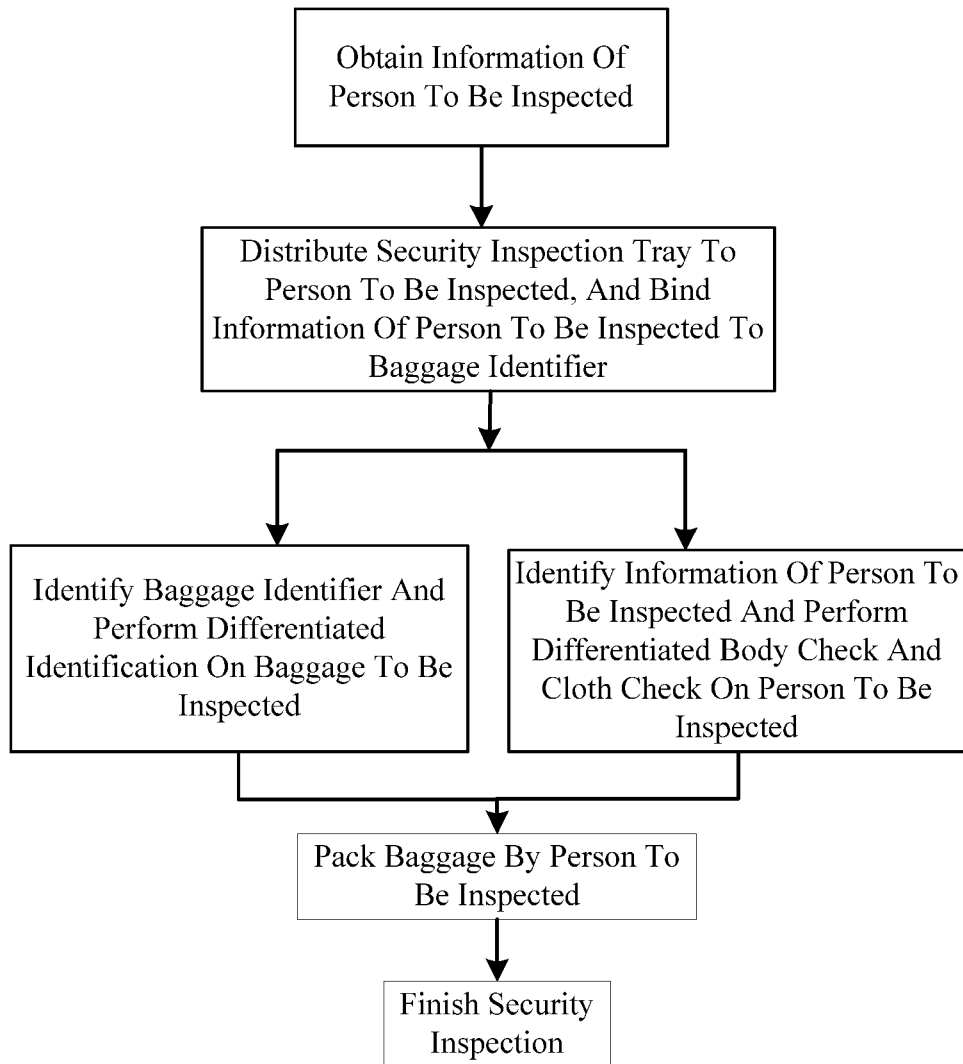 Obtain Information Of
Person To Be Inspected
Distribute Security Inspection Tray To
Person To Be Inspected, And Bind
Information Of Person To Be Inspected To
Baggage Identifier
Identify Baggage Identifier And
Perform Differentiated
Identification On Baggage To Be
Inspected
Identify Information Of Person To
Be Inspected And Perform
Differentiated Body Check And
Cloth Check On Person To Be
Inspected
Pack Baggage By Person To
Be Inspected
Finish Security
Inspection